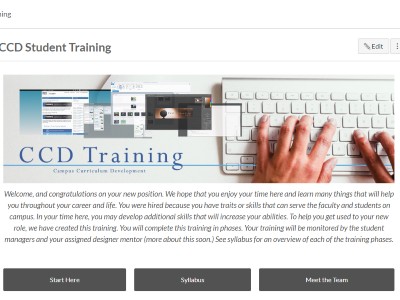 ning
CCD Student Training
Edit
CCD Training
Campus Curriculum Development
Welcome, and congratulations on your new position. We hope that you enjoy your time here and learn many things that will help
you throughout your career and life. You were hired because you have traits or skills that can serve the faculty and students on
campus. In your time here, you may develop additional skills that will increase your abilities. To help you get used to your new
role, we have created this training. You will complete this training in phases. Your training will be monitored by the student
managers and your assigned designer mentor (more about this soon.) See syllabus for an overview of each of the training phases.
Start Here
Syllabus
Meet the Team